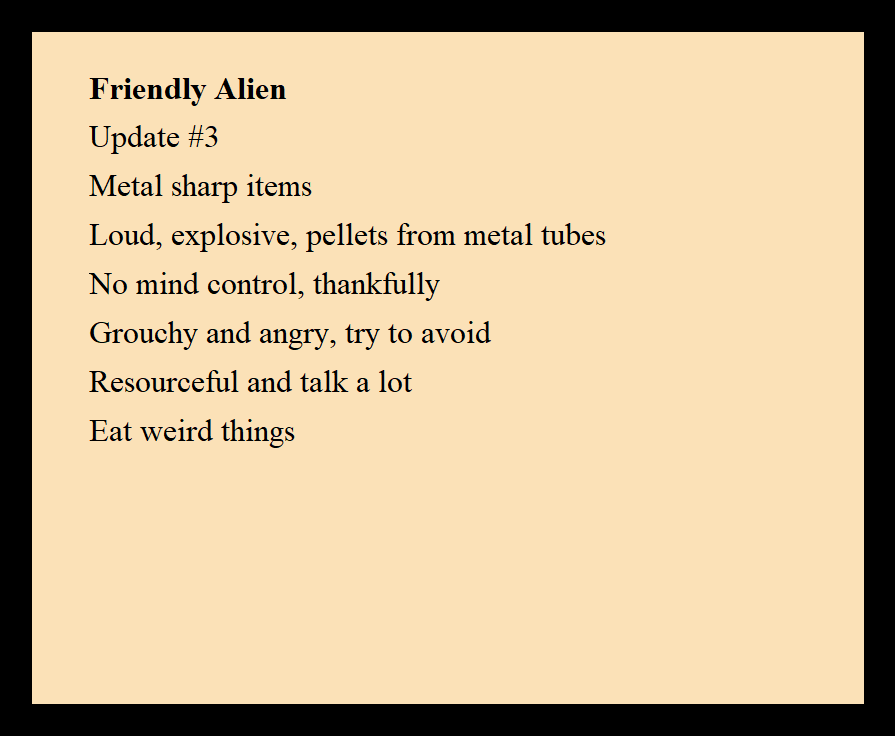 Friendly Alien
Update #3
Metal sharp items
Loud, explosive, pellets from metal tubes
No mind control, thankfully
Grouchy and angry, try to avoid
Resourceful and talk a lot
Eat weird things